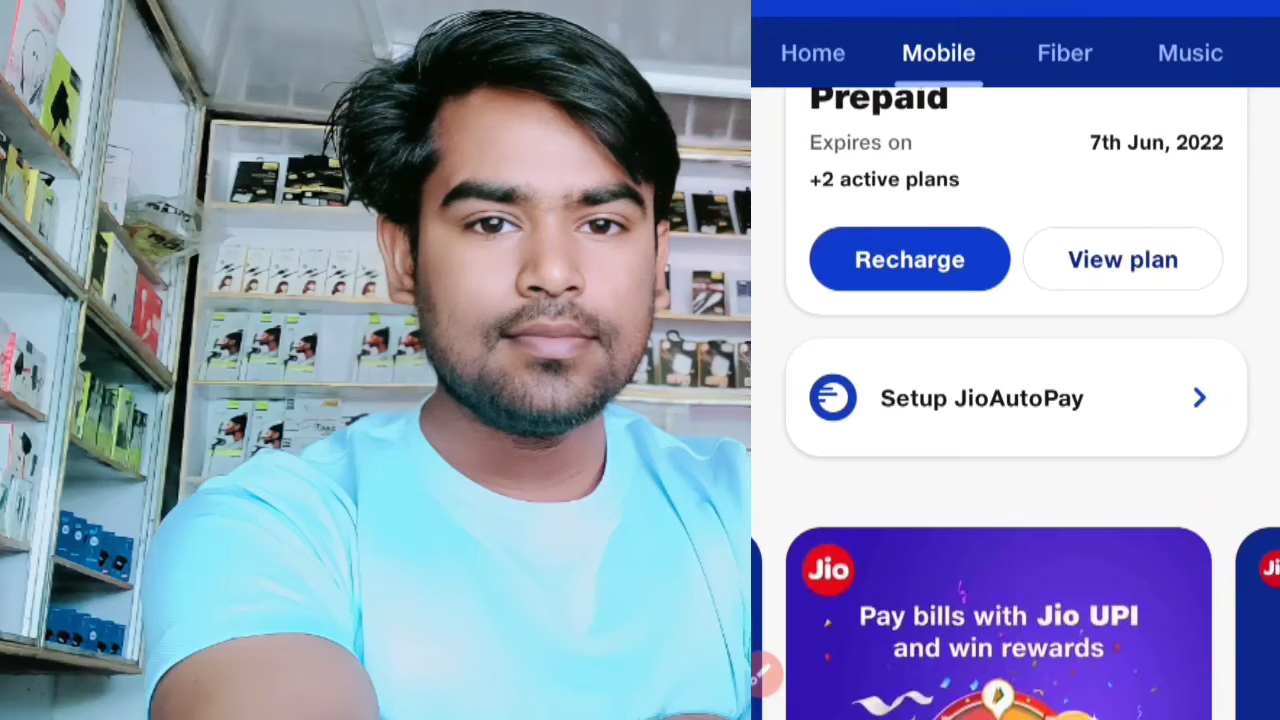 Home Mobile Fiber Music
Prepaid
Expires on 7th Jun, 2022
+2 active plans
Recharge View plan
Setup JioAutoPay
Jio
Pay bills with Jio UPI
and win rewards